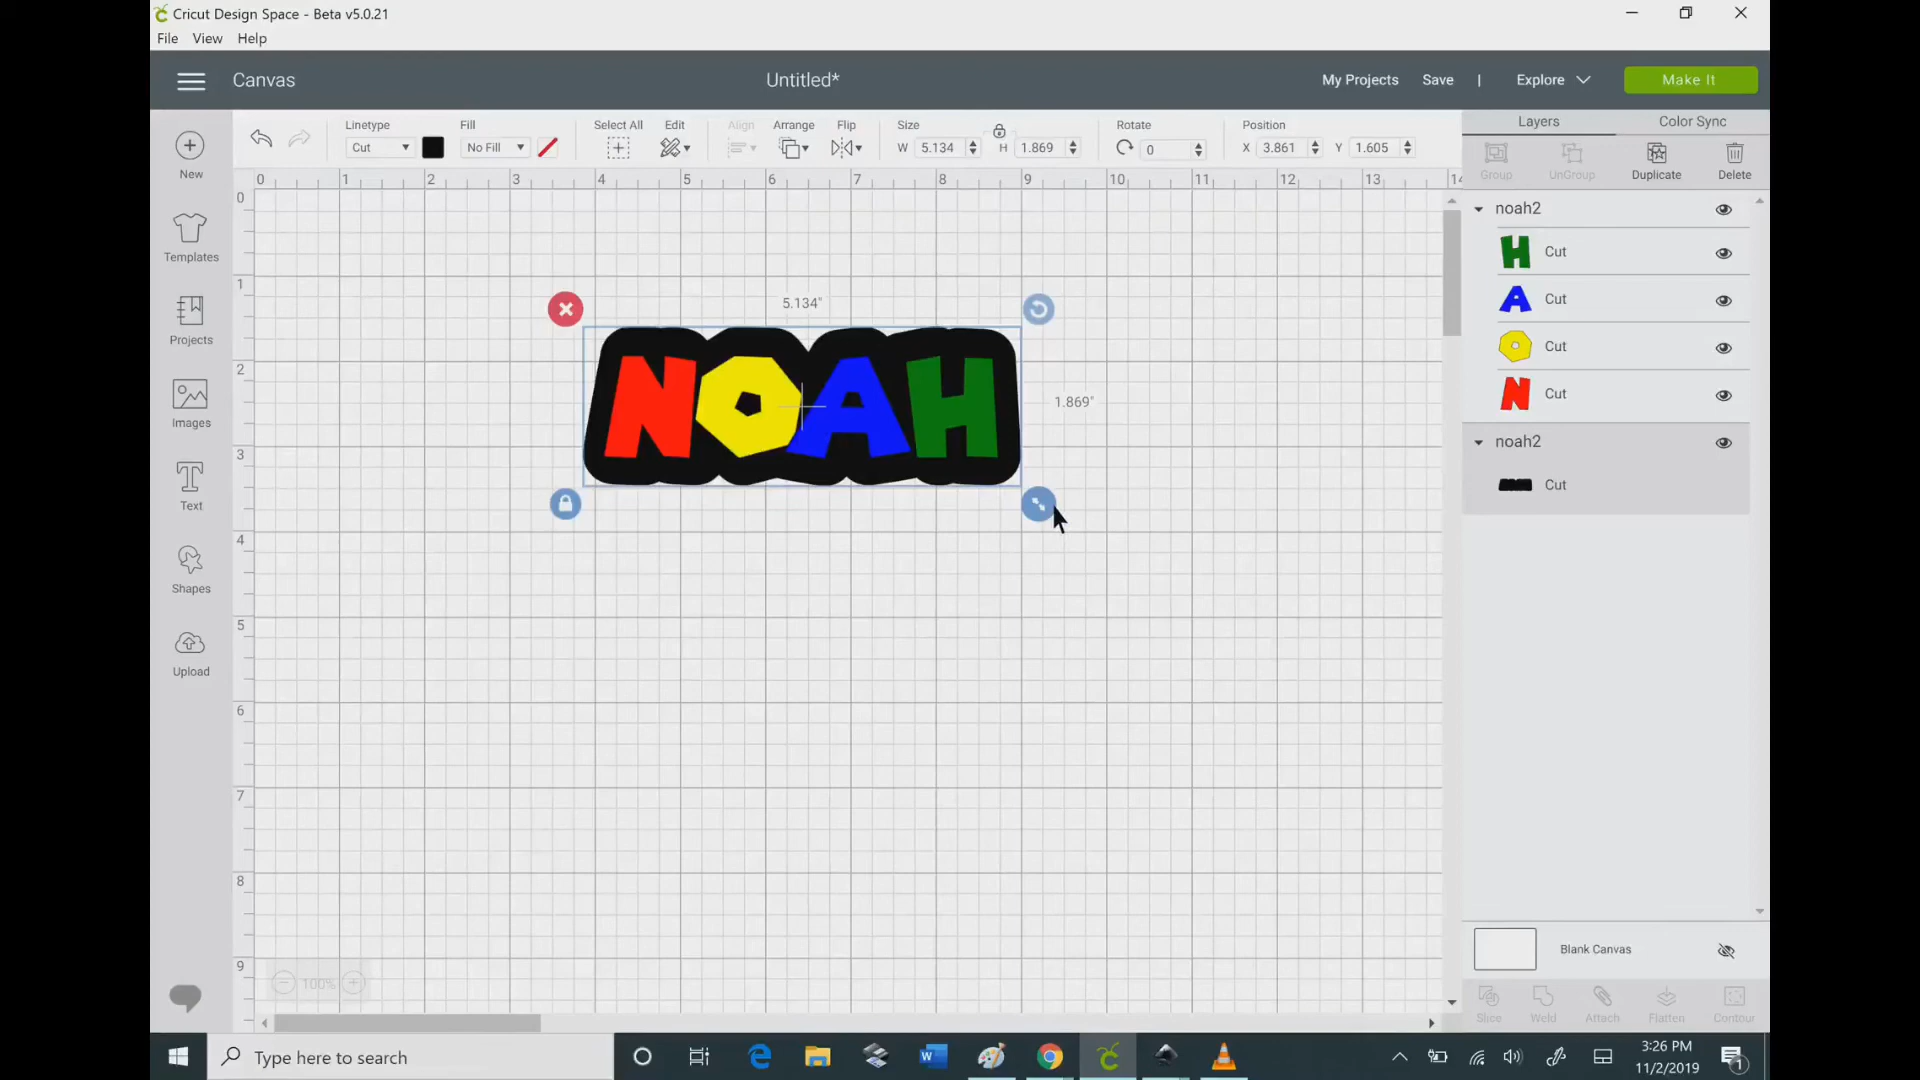 Cricut Design Space - Beta v5.0.21
File View Help
Canvas
Untitled*
My Projects Save | Explore Make It
Linetype Fill Select All Edit Align Arrange Flip Size Rotate Position
Cut No Fill W 5.134 H 1.869 0 X 3.861 Y 1.605
Layers Color Sync
Group UnGroup Duplicate Delete
New
Templates
Projects
Images
Text
Shapes
Upload
0 1 2 3 4 5 6 7 8 9 10 11 12 13 14
0
1
2
3
4
5
6
7
8
9
5.134"
1.869"
NOAH
noah2
H Cut
A Cut
Cut
N Cut
noah2
Cut
Blank Canvas
100%
Slice Weld Attach Flatten Contour
Type here to search
3:26 PM
11/2/2019
1